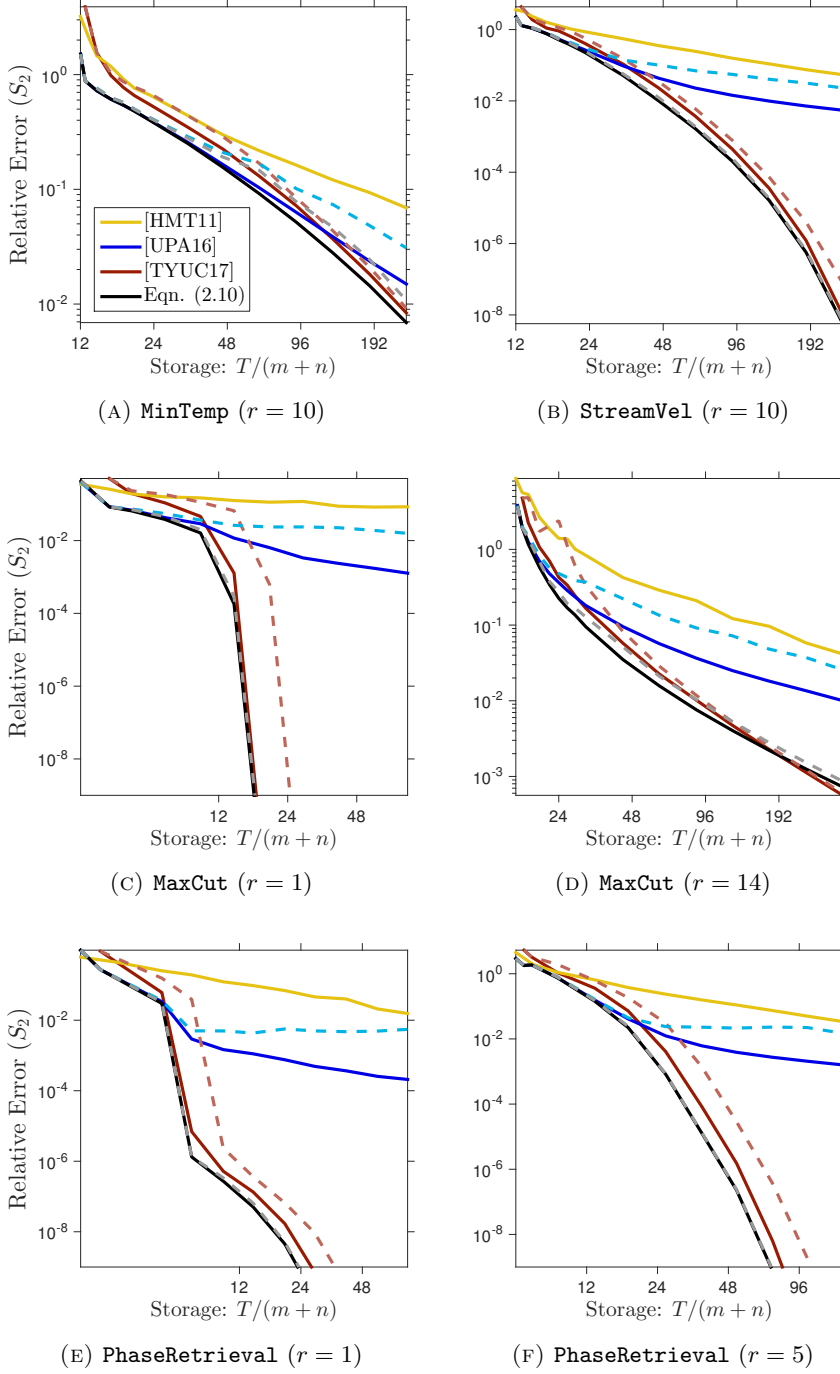 Relative Error (S₂)
10⁰
10⁻¹
10⁻²
[HMT11]
[UPA16]
[TYUC17]
Eqn. (2.10)
12 24 48 96 192
Storage: T/(m + n)
(A) MinTemp (r = 10)
10⁰
10⁻²
10⁻⁴
10⁻⁶
10⁻⁸
12 24 48 96 192
Storage: T/(m + n)
(B) StreamVel (r = 10)
Relative Error (S₂)
10⁻²
10⁻⁴
10⁻⁶
10⁻⁸
12 24 48
Storage: T/(m + n)
(C) MaxCut (r = 1)
10⁰
10⁻¹
10⁻²
10⁻³
24 48 96 192
Storage: T/(m + n)
(D) MaxCut (r = 14)
Relative Error (S₂)
10⁻²
10⁻⁴
10⁻⁶
10⁻⁸
12 24 48
Storage: T/(m + n)
(E) PhaseRetrieval (r = 1)
10⁰
10⁻²
10⁻⁴
10⁻⁶
10⁻⁸
12 24 48 96
Storage: T/(m + n)
(F) PhaseRetrieval (r = 5)